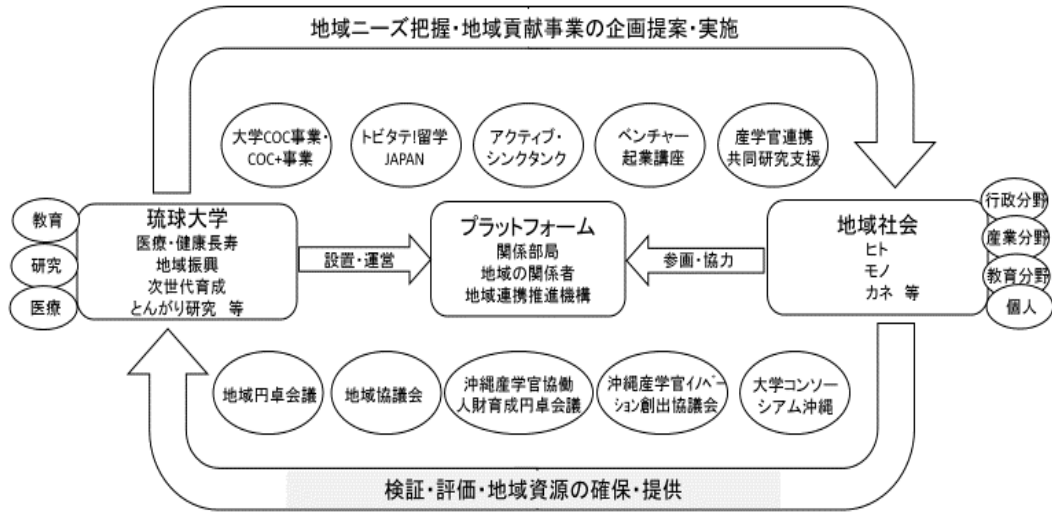 地域ニーズ把握・地域貢献事業の企画提案・実施
大学COC事業・
COC+事業
トビタテ!留学
JAPAN
アクティブ・
シンクタンク
ベンチャー
起業講座
産学官連携
共同研究支援
教育
研究
医療
琉球大学
医療・健康長寿
地域振興
次世代育成
とんがり研究 等
設置・運営
プラットフォーム
関係部局
地域の関係者
地域連携推進機構
参画・協力
地域社会
ヒト
モノ
カネ 等
行政分野
産業分野
教育分野
個人
地域円卓会議
地域協議会
沖縄産学官協働
人財育成円卓会議
沖縄産学官ｲﾉﾍﾞｰ
ｼｮﾝ創出協議会
大学コンソー
シアム沖縄
検証・評価・地域資源の確保・提供